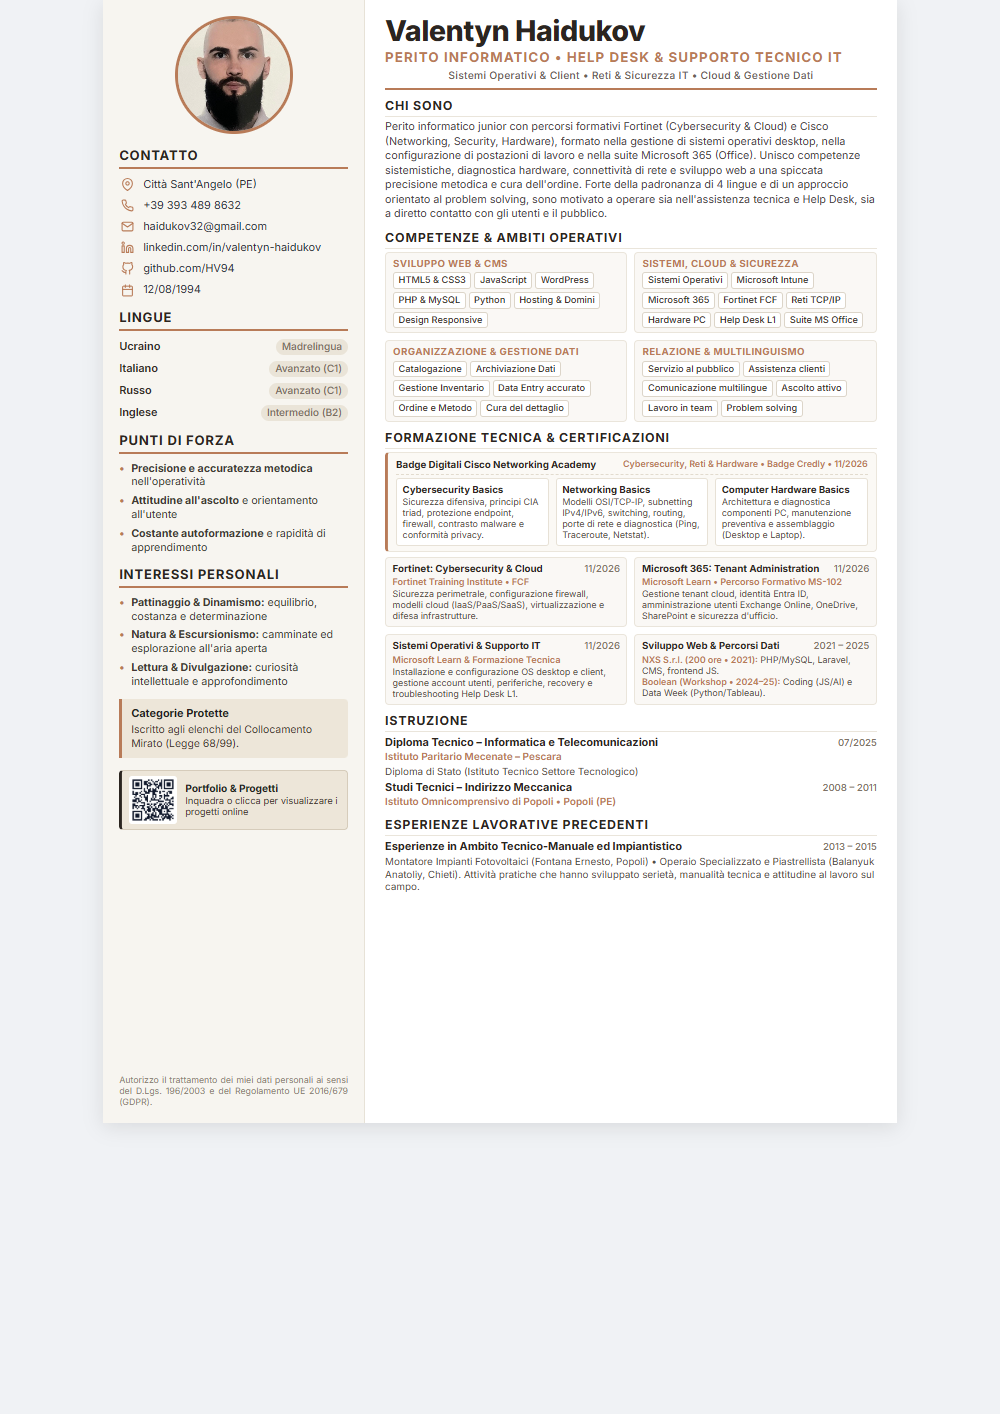 CONTATTO
Città Sant'Angelo (PE)
+39 393 489 8632
haidukov32@gmail.com
linkedin.com/in/valentyn-haidukov
github.com/HV94
12/08/1994
LINGUE
Ucraino Madrelingua
Italiano Avanzato (C1)
Russo Avanzato (C1)
Inglese Intermedio (B2)
PUNTI DI FORZA
• Precisione e accuratezza metodica
nell'operatività
• Attitudine all'ascolto e orientamento
all'utente
• Costante autoformazione e rapidità di
apprendimento
INTERESSI PERSONALI
• Pattinaggio & Dinamismo: equilibrio,
costanza e determinazione
• Natura & Escursionismo: camminate ed
esplorazione all'aria aperta
• Lettura & Divulgazione: curiosità
intellettuale e approfondimento
Categorie Protette
Iscritto agli elenchi del Collocamento
Mirato (Legge 68/99).
Portfolio & Progetti
Inquadra o clicca per visualizzare i
progetti online
Autorizzo il trattamento dei miei dati personali ai sensi
del D.Lgs. 196/2003 e del Regolamento UE 2016/679
(GDPR).
Valentyn Haidukov
PERITO INFORMATICO • HELP DESK & SUPPORTO TECNICO IT
Sistemi Operativi & Client • Reti & Sicurezza IT • Cloud & Gestione Dati
CHI SONO
Perito informatico junior con percorsi formativi Fortinet (Cybersecurity & Cloud) e Cisco
(Networking, Security, Hardware), formato nella gestione di sistemi operativi desktop, nella
configurazione di postazioni di lavoro e nella suite Microsoft 365 (Office). Unisco competenze
sistemistiche, diagnostica hardware, connettività di rete e sviluppo web a una spiccata
precisione metodica e cura dell'ordine. Forte della padronanza di 4 lingue e di un approccio
orientato al problem solving, sono motivato a operare sia nell'assistenza tecnica e Help Desk, sia
a diretto contatto con gli utenti e il pubblico.
COMPETENZE & AMBITI OPERATIVI
SVILUPPO WEB & CMS
HTML5 & CSS3 JavaScript WordPress
PHP & MySQL Python Hosting & Domini
Design Responsive
SISTEMI, CLOUD & SICUREZZA
Sistemi Operativi Microsoft Intune
Microsoft 365 Fortinet FCF Reti TCP/IP
Hardware PC Help Desk L1 Suite MS Office
ORGANIZZAZIONE & GESTIONE DATI
Catalogazione Archiviazione Dati
Gestione Inventario Data Entry accurato
Ordine e Metodo Cura del dettaglio
RELAZIONE & MULTILINGUISMO
Servizio al pubblico Assistenza clienti
Comunicazione multilingue Ascolto attivo
Lavoro in team Problem solving
FORMAZIONE TECNICA & CERTIFICAZIONI
Badge Digitali Cisco Networking Academy Cybersecurity, Reti & Hardware • Badge Credly • 11/2026
Cybersecurity Basics
Sicurezza difensiva, principi CIA
triad, protezione endpoint,
firewall, contrasto malware e
conformità privacy.
Networking Basics
Modelli OSI/TCP-IP, subnetting
IPv4/IPv6, switching, routing,
porte di rete e diagnostica (Ping,
Traceroute, Netstat).
Computer Hardware Basics
Architettura e diagnostica
componenti PC, manutenzione
preventiva e assemblaggio
(Desktop e Laptop).
Fortinet: Cybersecurity & Cloud 11/2026
Fortinet Training Institute • FCF
Sicurezza perimetrale, configurazione firewall,
modelli cloud (IaaS/PaaS/SaaS), virtualizzazione e
difesa infrastrutture.
Microsoft 365: Tenant Administration 11/2026
Microsoft Learn • Percorso Formativo MS-102
Gestione tenant cloud, identità Entra ID,
amministrazione utenti Exchange Online, OneDrive,
SharePoint e sicurezza d'ufficio.
Sistemi Operativi & Supporto IT 11/2026
Microsoft Learn & Formazione Tecnica
Installazione e configurazione OS desktop e client,
gestione account utenti, periferiche, recovery e
troubleshooting Help Desk L1.
Sviluppo Web & Percorsi Dati 2021 – 2025
NXS S.r.l. (200 ore • 2021): PHP/MySQL, Laravel,
CMS, frontend JS.
Boolean (Workshop • 2024–25): Coding (JS/AI) e
Data Week (Python/Tableau).
ISTRUZIONE
Diploma Tecnico – Informatica e Telecomunicazioni 07/2025
Istituto Paritario Mecenate – Pescara
Diploma di Stato (Istituto Tecnico Settore Tecnologico)
Studi Tecnici – Indirizzo Meccanica 2008 – 2011
Istituto Omnicomprensivo di Popoli • Popoli (PE)
ESPERIENZE LAVORATIVE PRECEDENTI
Esperienze in Ambito Tecnico-Manuale ed Impiantistico 2013 – 2015
Montatore Impianti Fotovoltaici (Fontana Ernesto, Popoli) • Operaio Specializzato e Piastrellista (Balanyuk
Anatoliy, Chieti). Attività pratiche che hanno sviluppato serietà, manualità tecnica e attitudine al lavoro sul
campo.